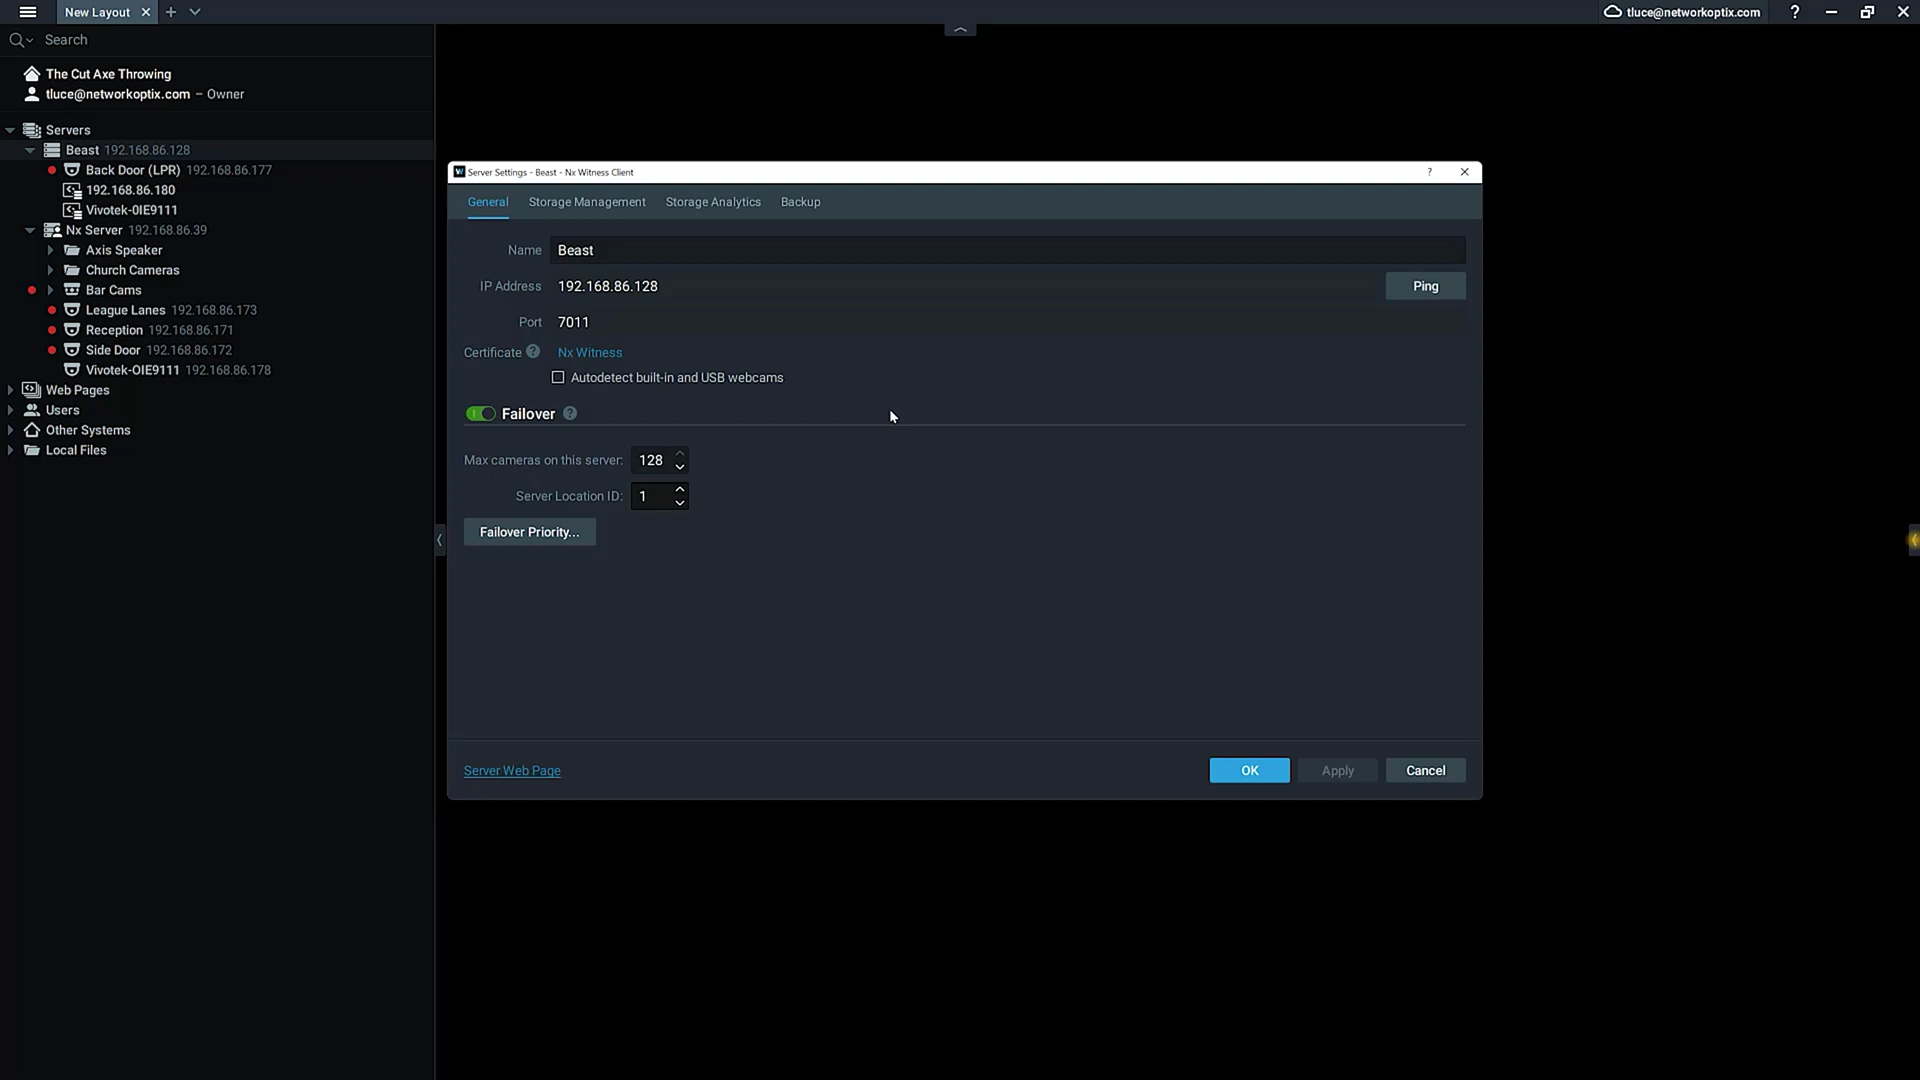 New Layout
tluce@networkoptix.com ?
Search
The Cut Axe Throwing
tluce@networkoptix.com – Owner
Servers
Beast 192.168.86.128
Back Door (LPR) 192.168.86.177
192.168.86.180
Vivotek-0IE9111
Nx Server 192.168.86.39
Axis Speaker
Church Cameras
Bar Cams
League Lanes 192.168.86.173
Reception 192.168.86.171
Side Door 192.168.86.172
Vivotek-OIE9111 192.168.86.178
Web Pages
Users
Other Systems
Local Files
Server Settings - Beast - Nx Witness Client ?
General Storage Management Storage Analytics Backup
Name Beast
IP Address 192.168.86.128 Ping
Port 7011
Certificate ? Nx Witness
Autodetect built-in and USB webcams
Failover ?
Max cameras on this server: 128
Server Location ID: 1
Failover Priority...
Server Web Page OK Apply Cancel